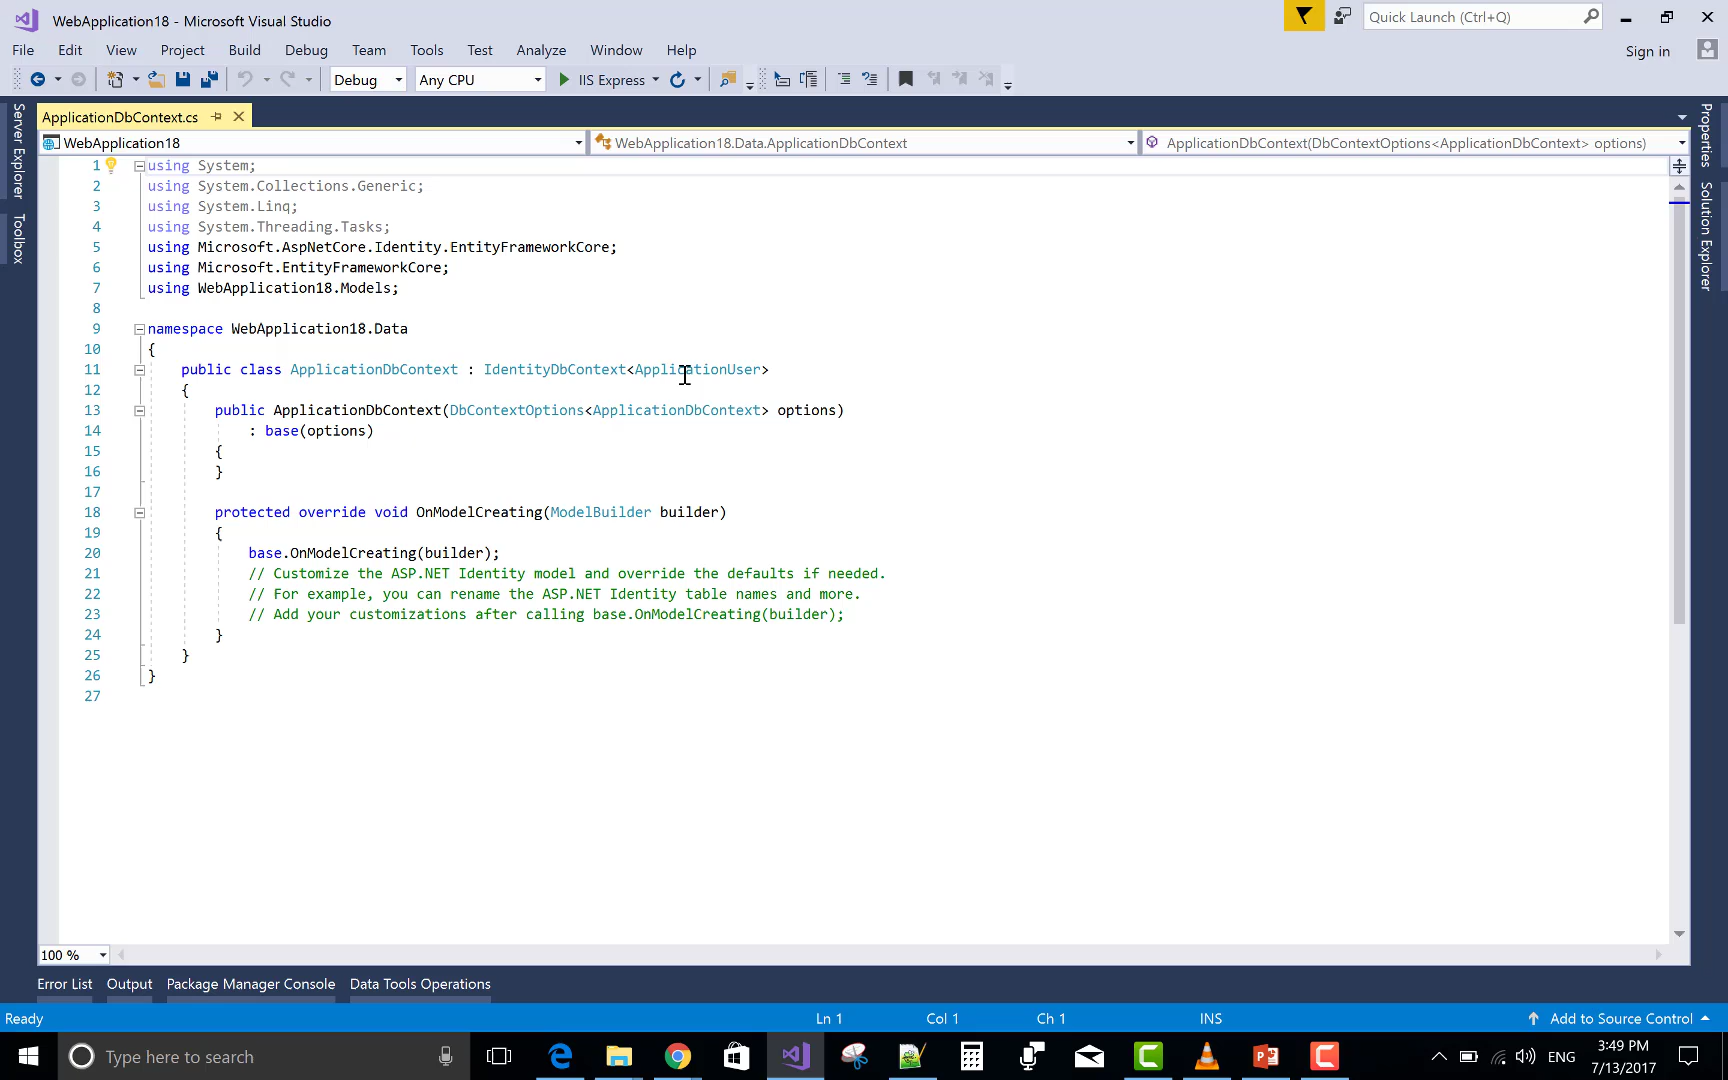 WebApplication18 - Microsoft Visual Studio
Quick Launch (Ctrl+Q)
File Edit View Project Build Debug Team Tools Test Analyze Window Help
Sign in
Debug Any CPU IIS Express
Server Explorer
Toolbox
ApplicationDbContext.cs
Properties
Solution Explorer
WebApplication18 WebApplication18.Data.ApplicationDbContext ApplicationDbContext(DbContextOptions<ApplicationDbContext> options)
1 using System;
2 using System.Collections.Generic;
3 using System.Linq;
4 using System.Threading.Tasks;
5 using Microsoft.AspNetCore.Identity.EntityFrameworkCore;
6 using Microsoft.EntityFrameworkCore;
7 using WebApplication18.Models;
8
9 namespace WebApplication18.Data
10 {
11 public class ApplicationDbContext : IdentityDbContext<ApplicationUser>
12 {
13 public ApplicationDbContext(DbContextOptions<ApplicationDbContext> options)
14 : base(options)
15 {
16 }
17
18 protected override void OnModelCreating(ModelBuilder builder)
19 {
20 base.OnModelCreating(builder);
21 // Customize the ASP.NET Identity model and override the defaults if needed.
22 // For example, you can rename the ASP.NET Identity table names and more.
23 // Add your customizations after calling base.OnModelCreating(builder);
24 }
25 }
26 }
27
100 %
Error List Output Package Manager Console Data Tools Operations
Ready Ln 1 Col 1 Ch 1 INS Add to Source Control
Type here to search
ENG
3:49 PM
7/13/2017